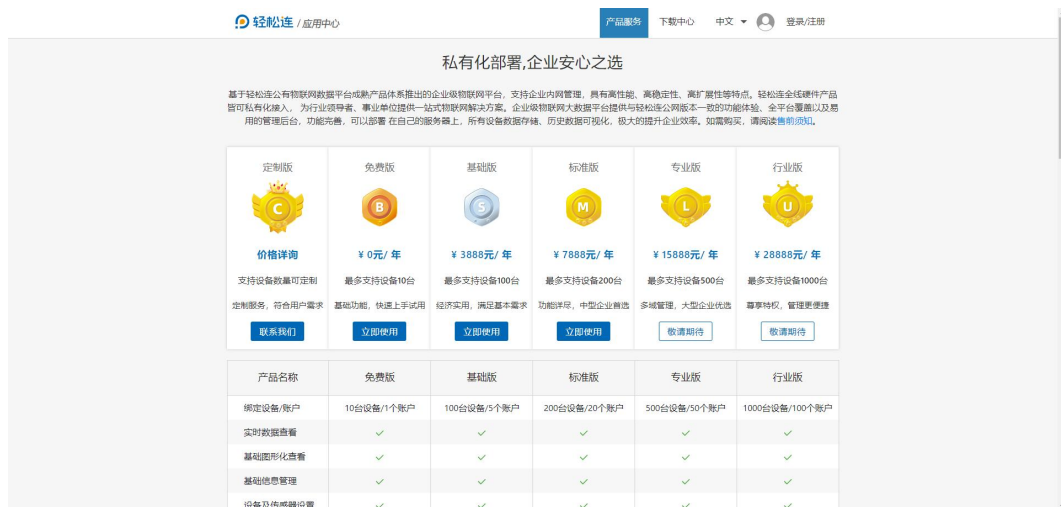 轻松连 / 应用中心
产品服务 下载中心 中文 登录/注册
私有化部署,企业安心之选
基于轻松连公有物联网数据平台成熟产品体系推出的企业级物联网平台，支持企业内网管理，具有高性能、高稳定性、高扩展性等特点。轻松连全线硬件产品
皆可私有化接入， 为行业领导者、事业单位提供一站式物联网解决方案。企业级物联网大数据平台提供与轻松连公网版本一致的功能体验、全平台覆盖以及易
用的管理后台，功能完善，可以部署 在自己的服务器上，所有设备数据存储、历史数据可视化，极大的提升企业效率。如需购买，请阅读售前须知。
定制版 免费版 基础版 标准版 专业版 行业版
C B S M L U
价格详询 ¥ 0元/ 年 ¥ 3888元/ 年 ¥ 7888元/ 年 ¥ 15888元/ 年 ¥ 28888元/ 年
支持设备数量可定制 最多支持设备10台 最多支持设备100台 最多支持设备200台 最多支持设备500台 最多支持设备1000台
定制服务，符合用户需求 基础功能，快速上手试用 经济实用，满足基本需求 功能详尽，中型企业首选 多域管理，大型企业优选 尊享特权，管理更便捷
联系我们 立即使用 立即使用 立即使用 敬请期待 敬请期待
产品名称 免费版 基础版 标准版 专业版 行业版
绑定设备/账户 10台设备/1个账户 100台设备/5个账户 200台设备/20个账户 500台设备/50个账户 1000台设备/100个账户
实时数据查看
基础图形化查看
基础信息管理
设备及传感器设置